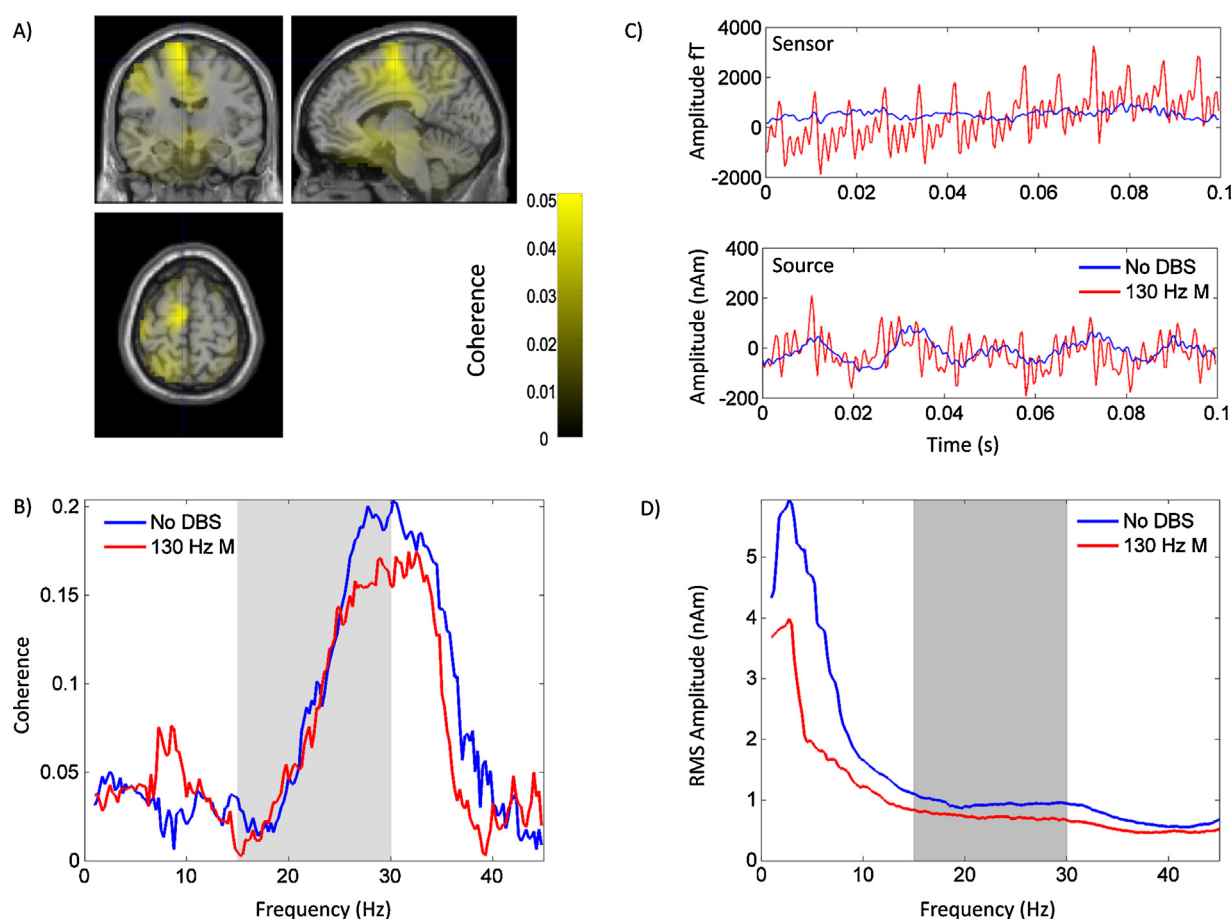 A)
0.05
0.04
0.03
0.02
0.01
0
Coherence
C)
Sensor
4000
2000
0
-2000
Amplitude fT
0 0.02 0.04 0.06 0.08 0.1
Source
No DBS
130 Hz M
400
200
0
-200
Amplitude (nAm)
0 0.02 0.04 0.06 0.08 0.1
Time (s)
B)
No DBS
130 Hz M
0.2
0.15
0.1
0.05
0
Coherence
0 10 20 30 40
Frequency (Hz)
D)
No DBS
130 Hz M
5
4
3
2
1
0
RMS Amplitude (nAm)
0 10 20 30 40
Frequency (Hz)